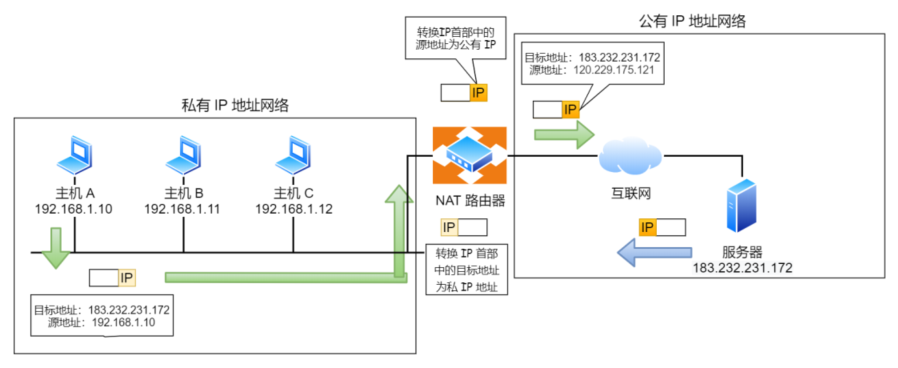 公有 IP 地址网络
转换IP首部中的
源地址为公有 IP
目标地址：183.232.231.172
源地址：120.229.175.121
IP
IP
私有 IP 地址网络
主机 A
192.168.1.10
主机 B
192.168.1.11
主机 C
192.168.1.12
NAT 路由器
互联网
IP
IP
服务器
183.232.231.172
转换 IP 首部
中的目标地址
为私 IP 地址
IP
目标地址：183.232.231.172
源地址：192.168.1.10